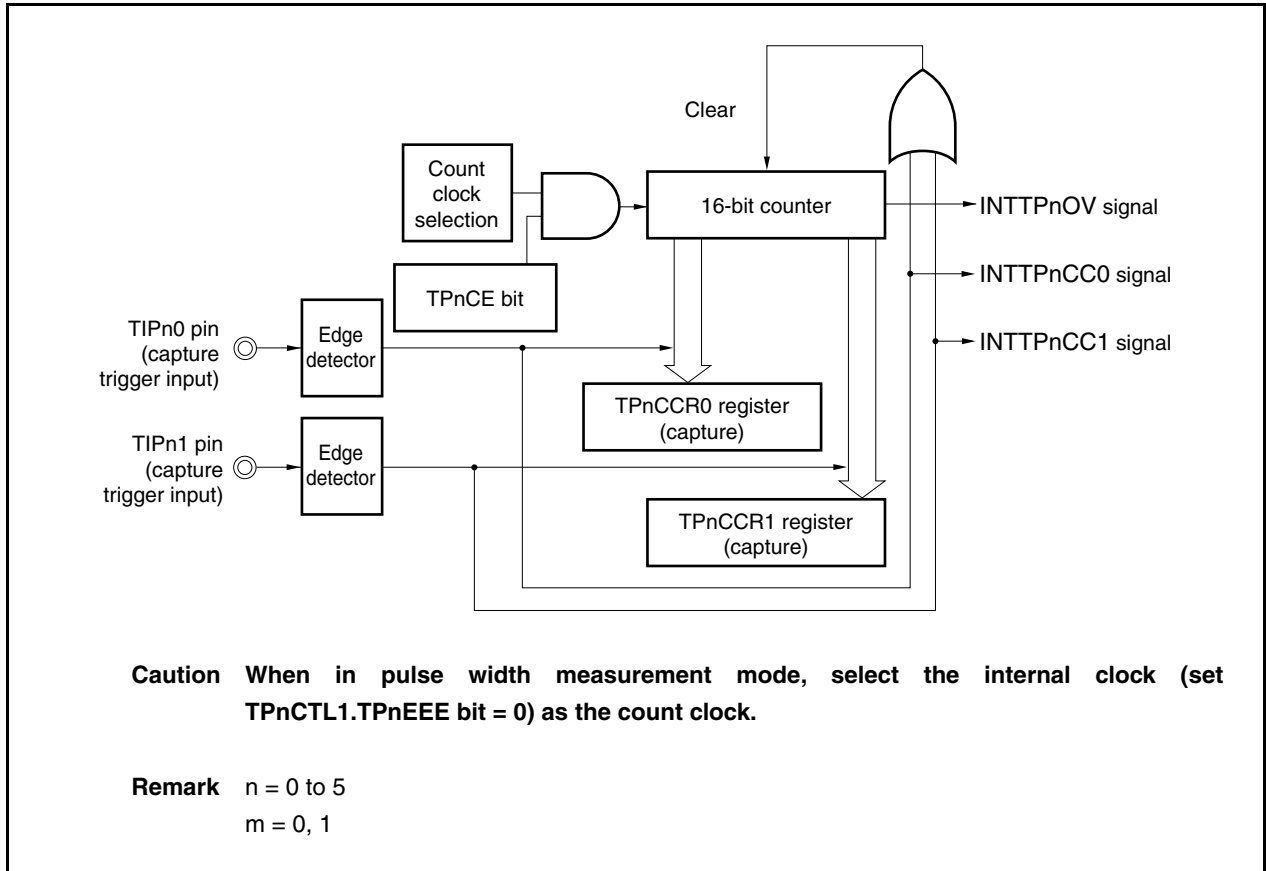 Clear
Count
clock
selection
16-bit counter
INTTPnOV signal
TPnCE bit
INTTPnCC0 signal
TIPn0 pin
(capture
trigger input)
Edge
detector
INTTPnCC1 signal
TPnCCR0 register
(capture)
TIPn1 pin
(capture
trigger input)
Edge
detector
TPnCCR1 register
(capture)
Caution When in pulse width measurement mode, select the internal clock (set
TPnCTL1.TPnEEE bit = 0) as the count clock.
Remark n = 0 to 5
m = 0, 1